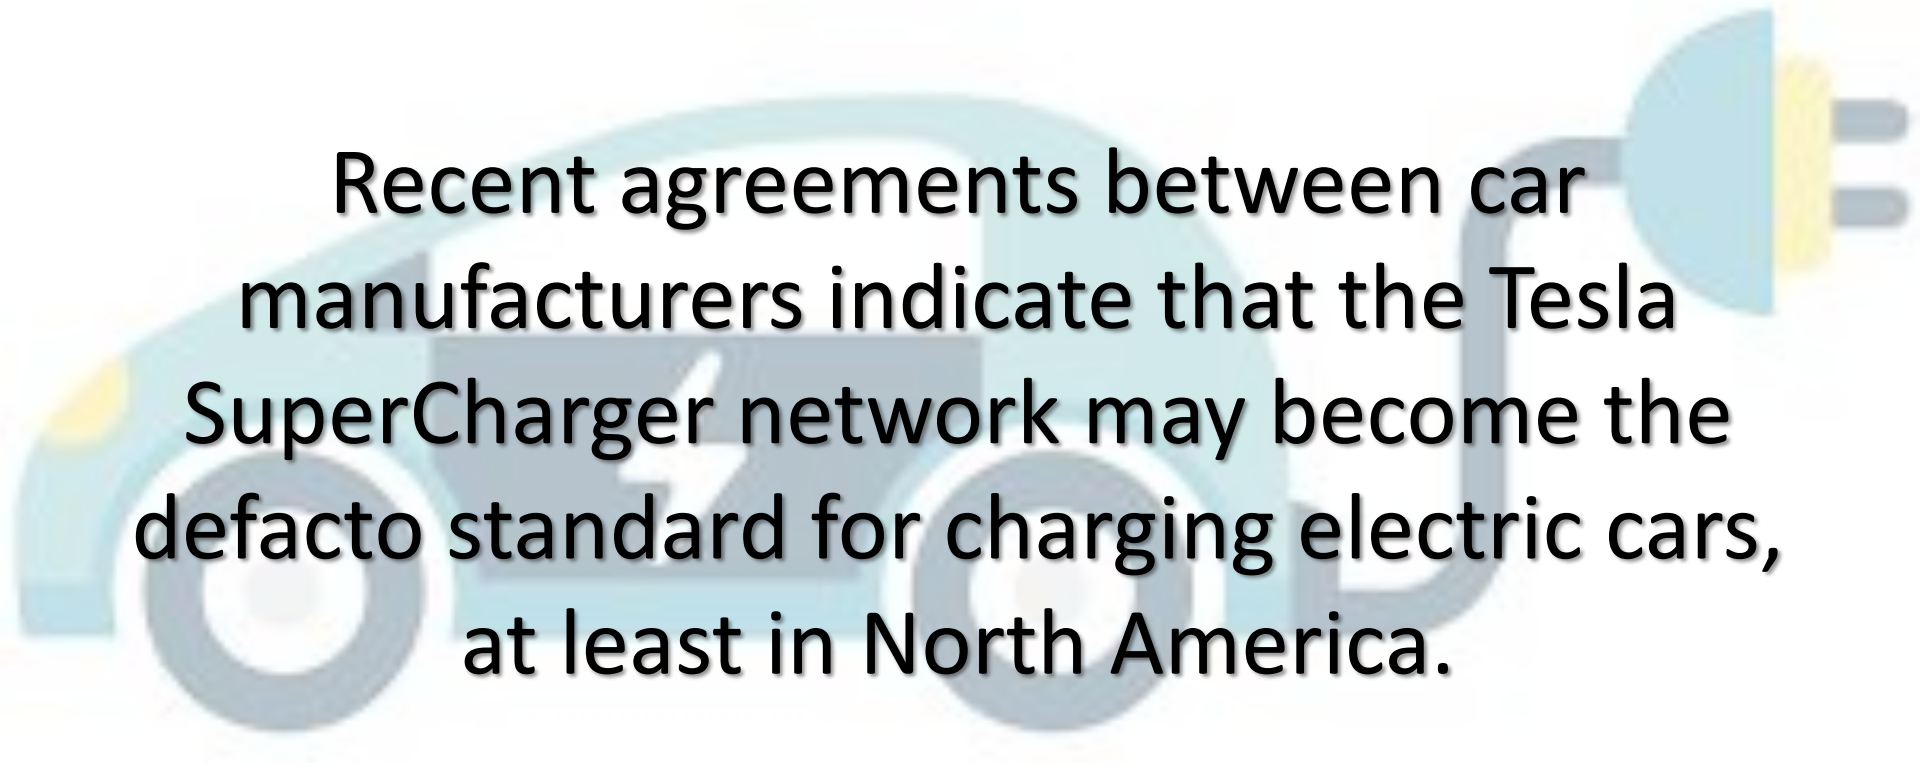 Recent agreements between car
manufacturers indicate that the Tesla
SuperCharger network may become the
defacto standard for charging electric cars,
at least in North America.